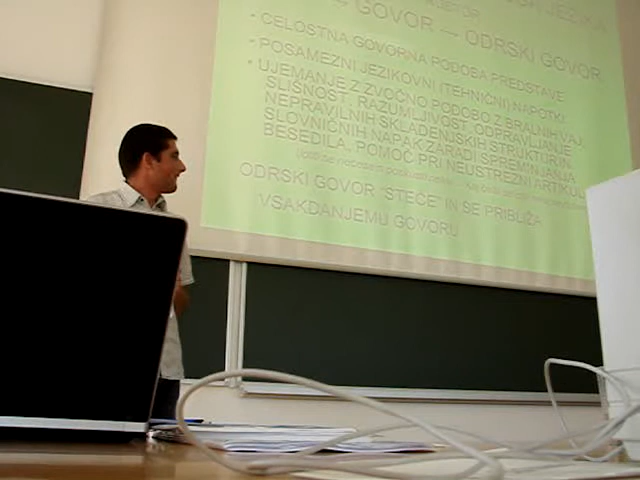 → GOVOR → ODRSKI GOVOR
• CELOSTNA GOVORNA PODOBA PREDSTAVE
• POSAMEZNI JEZIKOVNI (TEHNIČNI) NAPOTKI
• UJEMANJE Z ZVOČNO PODOBO Z BRALNIH VAJ,
SLIŠNOST, RAZUMLJIVOST, ODPRAVLJANJE
NEPRAVILNIH SKLADENJSKIH STRUKTUR IN
SLOVNIČNIH NAPAK ZARADI SPREMINJANJA
BESEDILA, POMOČ PRI NEUSTREZNI ARTIKUL
ODRSKI GOVOR "STEČE" IN SE PRIBLIŽA
VSAKDANJEMU GOVORU